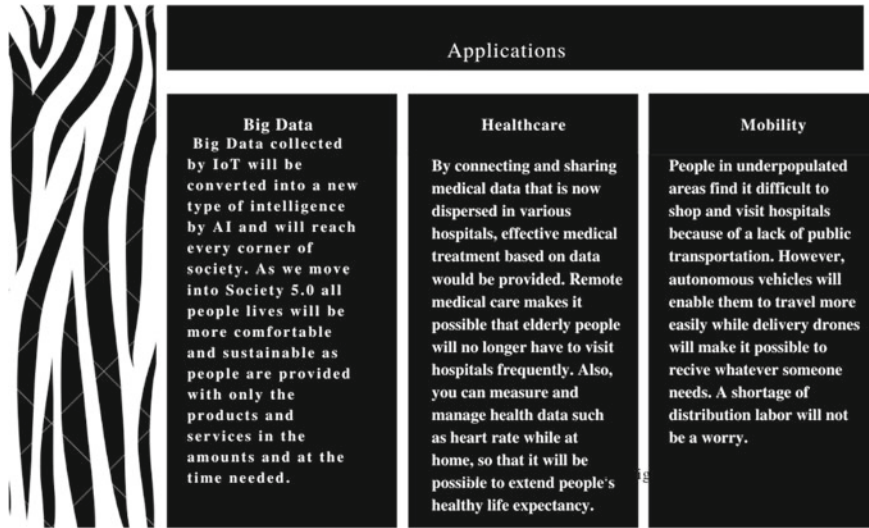 Applications
Big Data
Big Data collected
by IoT will be
converted into a new
type of intelligence
by AI and will reach
every corner of
society. As we move
into Society 5.0 all
people lives will be
more comfortable
and sustainable as
people are provided
with only the
products and
services in the
amounts and at the
time needed.
Healthcare
By connecting and sharing
medical data that is now
dispersed in various
hospitals, effective medical
treatment based on data
would be provided. Remote
medical care makes it
possible that elderly people
will no longer have to visit
hospitals frequently. Also,
you can measure and
manage health data such
as heart rate while at
home, so that it will be
possible to extend people's
healthy life expectancy.
Mobility
People in underpopulated
areas find it difficult to
shop and visit hospitals
because of a lack of public
transportation. However,
autonomous vehicles will
enable them to travel more
easily while delivery drones
will make it possible to
recive whatever someone
needs. A shortage of
distribution labor will not
be a worry.